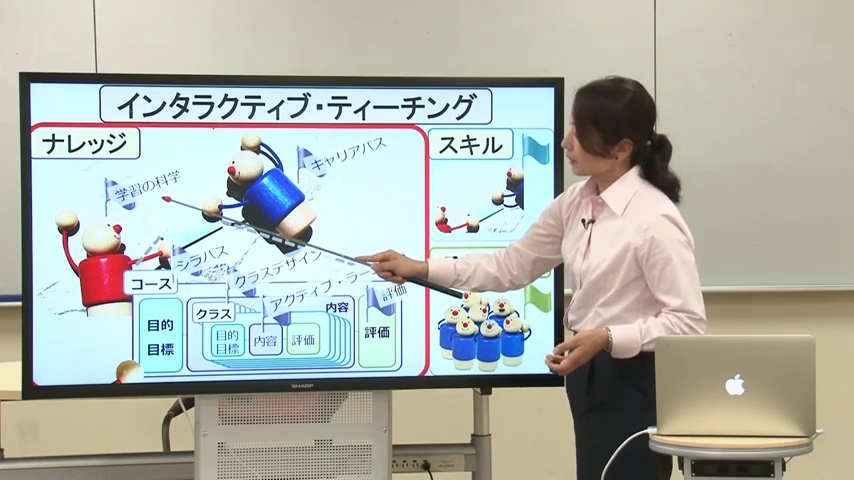 インタラクティブ・ティーチング
ナレッジ
スキル
学習の科学
キャリアパス
シラバス
クラスデザイン
アクティブ・ラー
評価
コース
目的
目標
クラス
内容
目的
目標
内容
評価
評価
SHARP